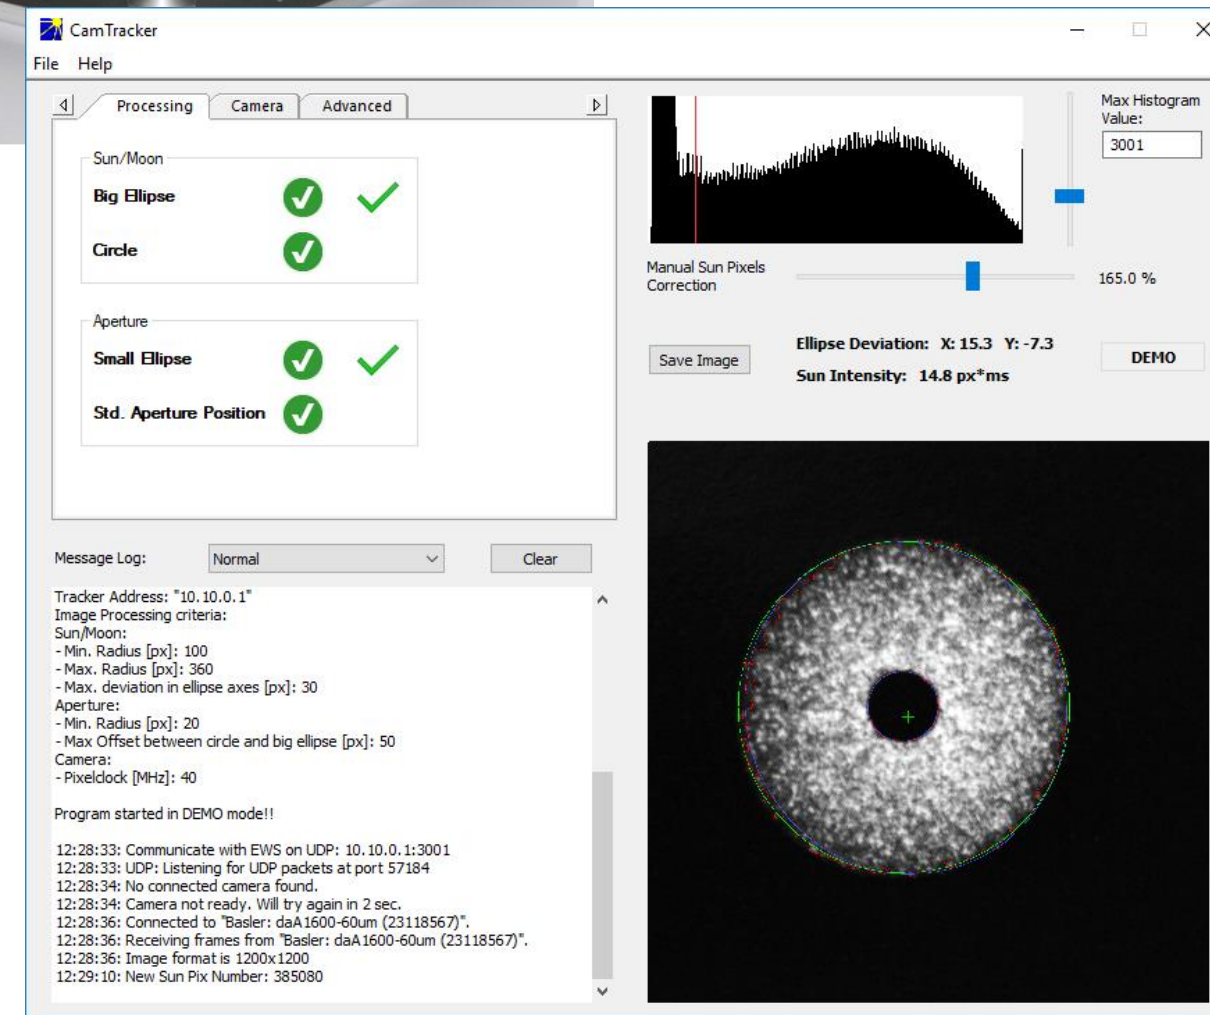 CamTracker
File Help
Processing Camera Advanced
Sun/Moon
Big Ellipse
Circle
Aperture
Small Ellipse
Std. Aperture Position
Max Histogram
Value:
3001
Manual Sun Pixels
Correction
165.0 %
Save Image
Ellipse Deviation: X: 15.3 Y: -7.3
Sun Intensity: 14.8 px*ms
DEMO
Message Log: Normal Clear
Tracker Address: "10.10.0.1"
Image Processing criteria:
Sun/Moon:
- Min. Radius [px]: 100
- Max. Radius [px]: 360
- Max. deviation in ellipse axes [px]: 30
Aperture:
- Min. Radius [px]: 20
- Max Offset between circle and big ellipse [px]: 50
Camera:
- Pixelclock [MHz]: 40
Program started in DEMO mode!!
12:28:33: Communicate with EWS on UDP: 10.10.0.1:3001
12:28:33: UDP: Listening for UDP packets at port 57184
12:28:34: No connected camera found.
12:28:34: Camera not ready. Will try again in 2 sec.
12:28:36: Connected to "Basler: daA1600-60um (23118567)".
12:28:36: Receiving frames from "Basler: daA1600-60um (23118567)".
12:28:36: Image format is 1200x1200
12:29:10: New Sun Pix Number: 385080